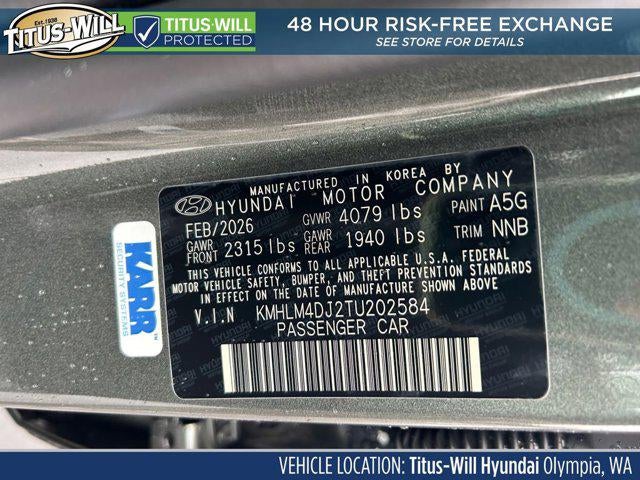 Est. 1938
TITUS-WILL
TITUS-WILL
PROTECTED
48 HOUR RISK-FREE EXCHANGE
SEE STORE FOR DETAILS
MANUFACTURED IN KOREA BY
HYUNDAI MOTOR COMPANY
FEB/2026 GVWR 4079 lbs PAINT A5G
GAWR FRONT 2315 lbs GAWR REAR 1940 lbs TRIM NNB
THIS VEHICLE CONFORMS TO ALL APPLICABLE U.S.A. FEDERAL
MOTOR VEHICLE SAFETY, BUMPER, AND THEFT PREVENTION
STANDARDS IN EFFECT ON THE DATE OF MANUFACTURE SHOWN ABOVE
V.I.N KMHLM4DJ2TU202584
PASSENGER CAR
KARR
SECURITY SYSTEMS
VEHICLE LOCATION: Titus-Will Hyundai Olympia, WA